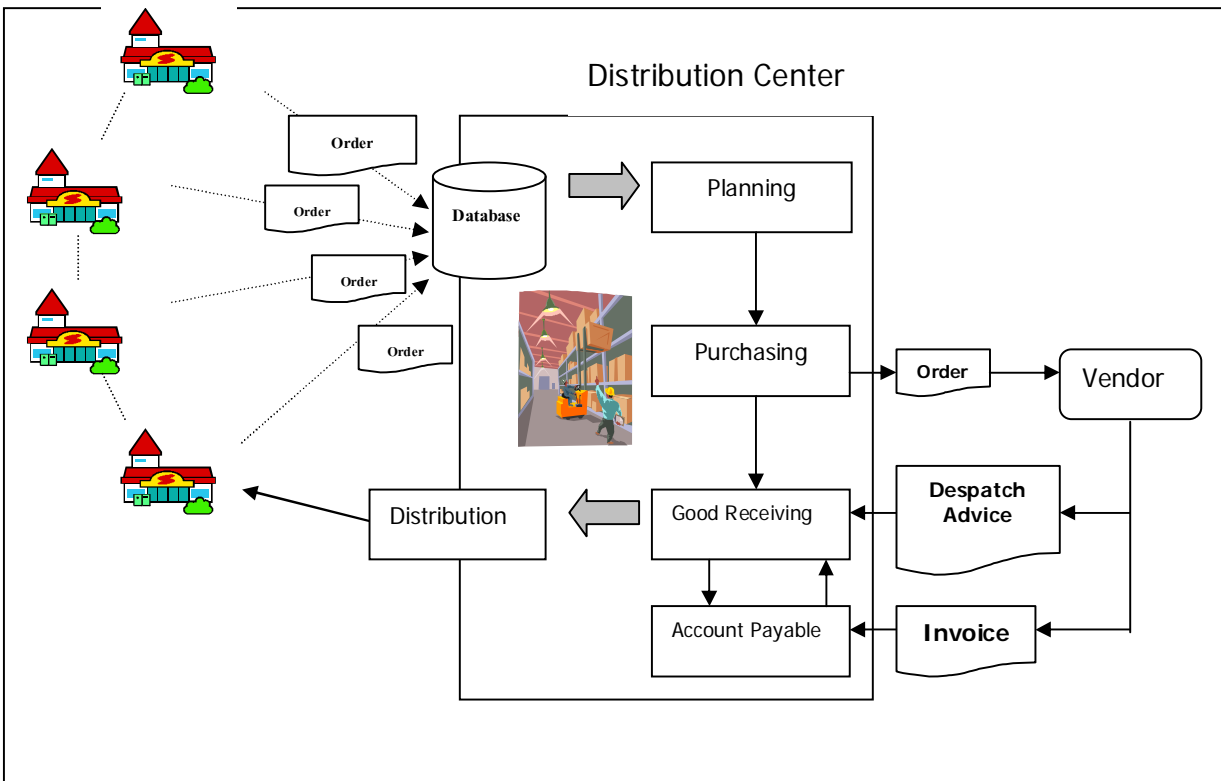 Distribution Center
Order
Order
Order
Order
Database
Planning
Purchasing
Order
Vendor
Distribution
Good Receiving
Despatch
Advice
Account Payable
Invoice